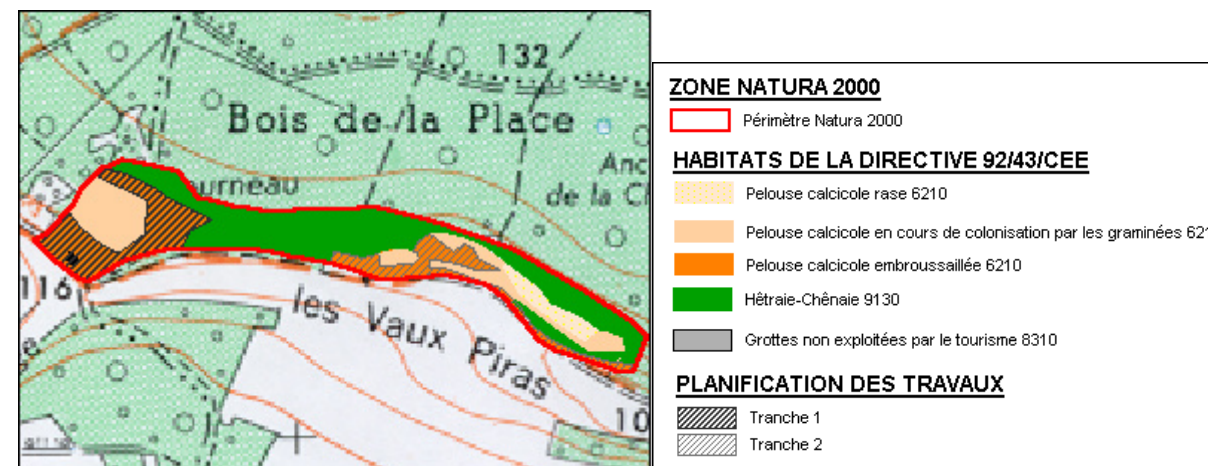 132
Bois de la Place
Anc
urneau
de la C
116
les Vaux Piras
8
10
ZONE NATURA 2000
Périmètre Natura 2000
HABITATS DE LA DIRECTIVE 92/43/CEE
Pelouse calcicole rase 6210
Pelouse calcicole en cours de colonisation par les graminées 621
Pelouse calcicole embroussaillée 6210
Hêtraie-Chênaie 9130
Grottes non exploitées par le tourisme 8310
PLANIFICATION DES TRAVAUX
Tranche 1
Tranche 2